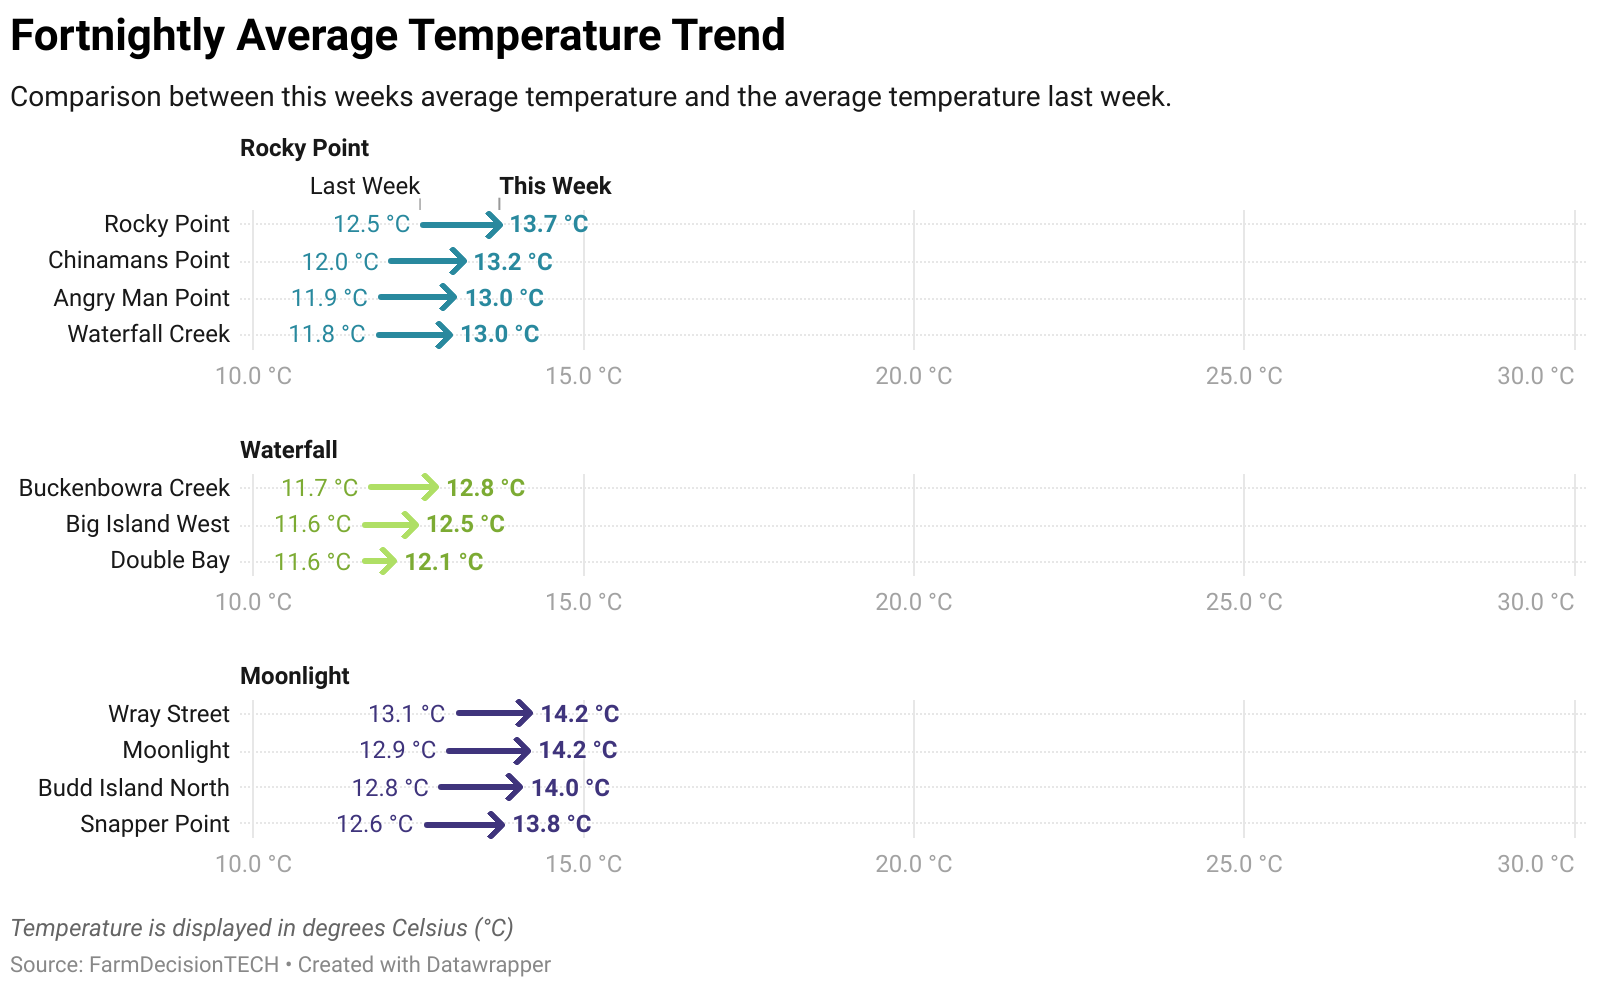 Fortnightly Average Temperature Trend
Comparison between this weeks average temperature and the average temperature last week.
Rocky Point
Last Week This Week
Rocky Point 12.5 °C 13.7 °C
Chinamans Point 12.0 °C 13.2 °C
Angry Man Point 11.9 °C 13.0 °C
Waterfall Creek 11.8 °C 13.0 °C
10.0 °C 15.0 °C 20.0 °C 25.0 °C 30.0 °C
Waterfall
Buckenbowra Creek 11.7 °C 12.8 °C
Big Island West 11.6 °C 12.5 °C
Double Bay 11.6 °C 12.1 °C
10.0 °C 15.0 °C 20.0 °C 25.0 °C 30.0 °C
Moonlight
Wray Street 13.1 °C 14.2 °C
Moonlight 12.9 °C 14.2 °C
Budd Island North 12.8 °C 14.0 °C
Snapper Point 12.6 °C 13.8 °C
10.0 °C 15.0 °C 20.0 °C 25.0 °C 30.0 °C
Temperature is displayed in degrees Celsius (°C)
Source: FarmDecisionTECH • Created with Datawrapper